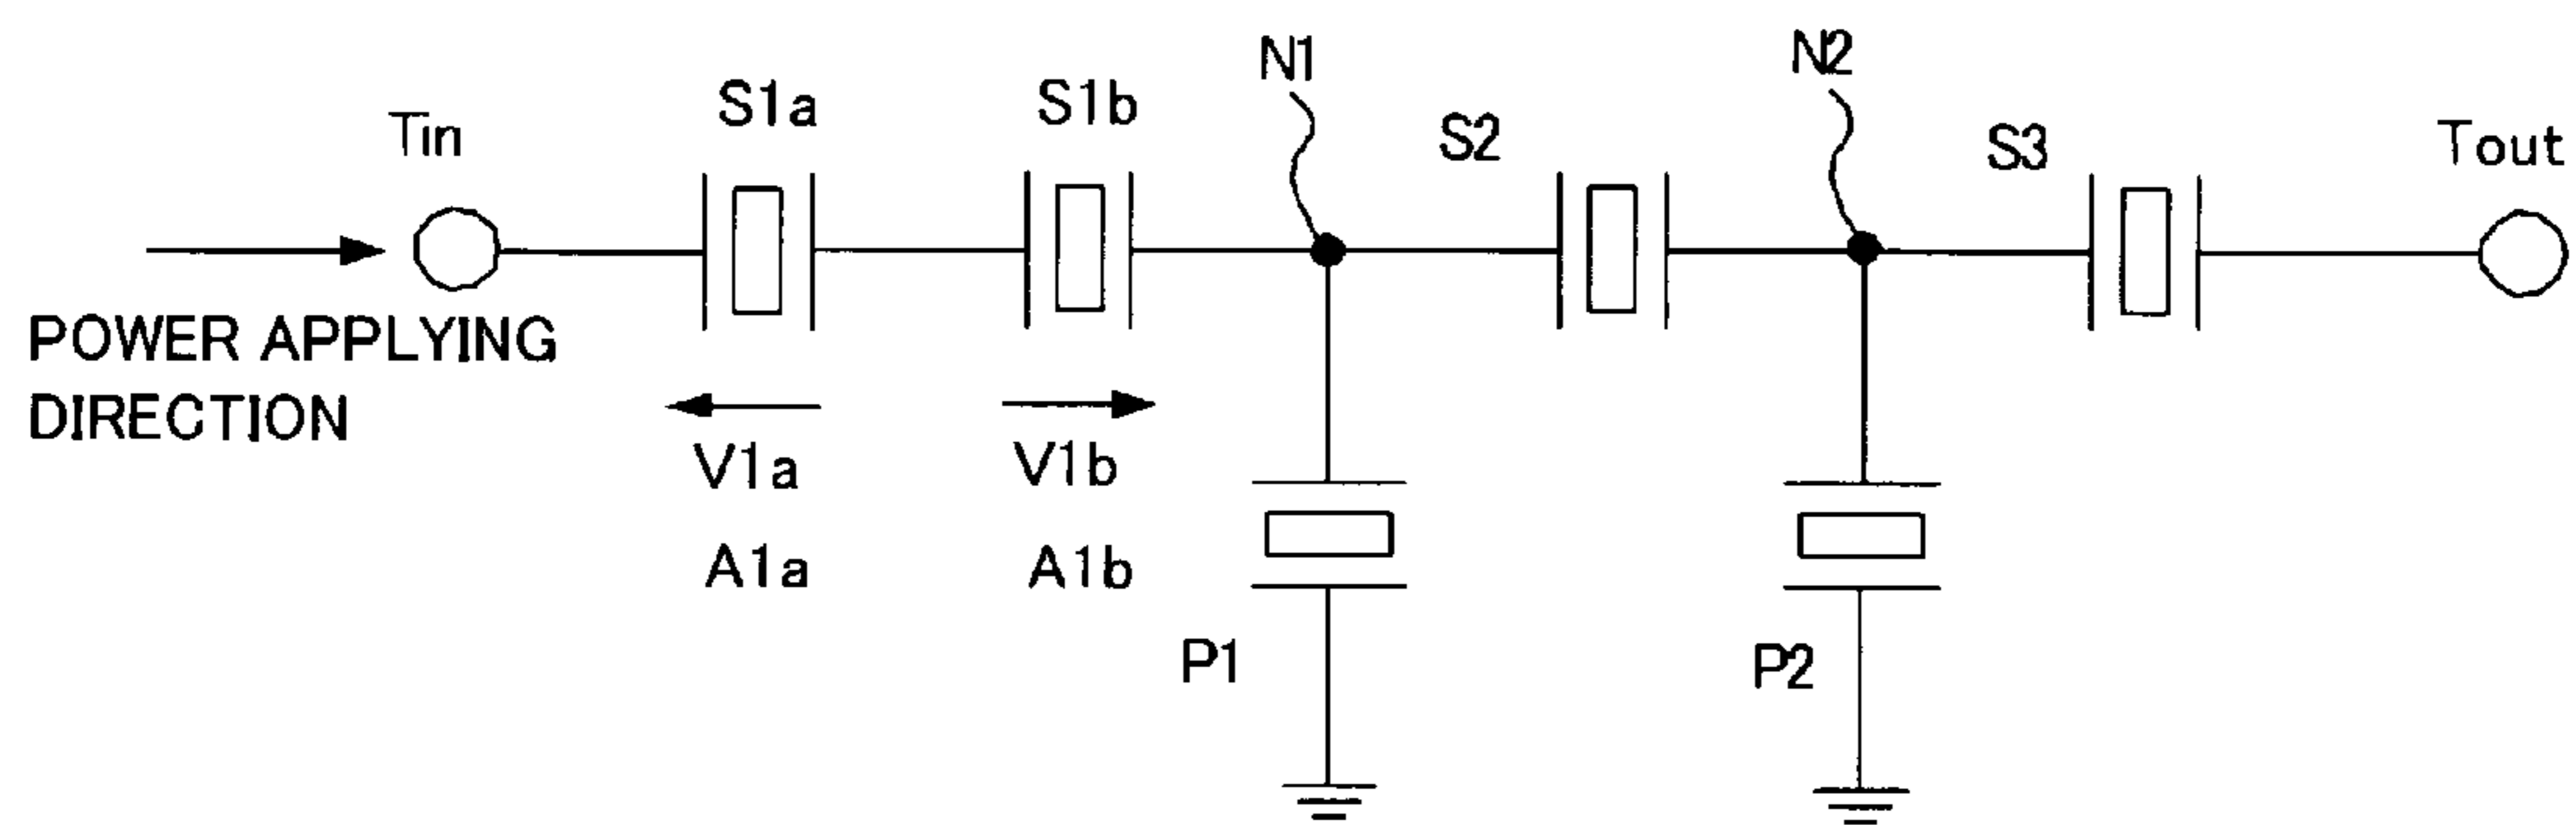 N1
N2
S1a
S1b
S2
S3
Tin
Tout
POWER APPLYING
DIRECTION
V1a
V1b
A1a
A1b
P1
P2